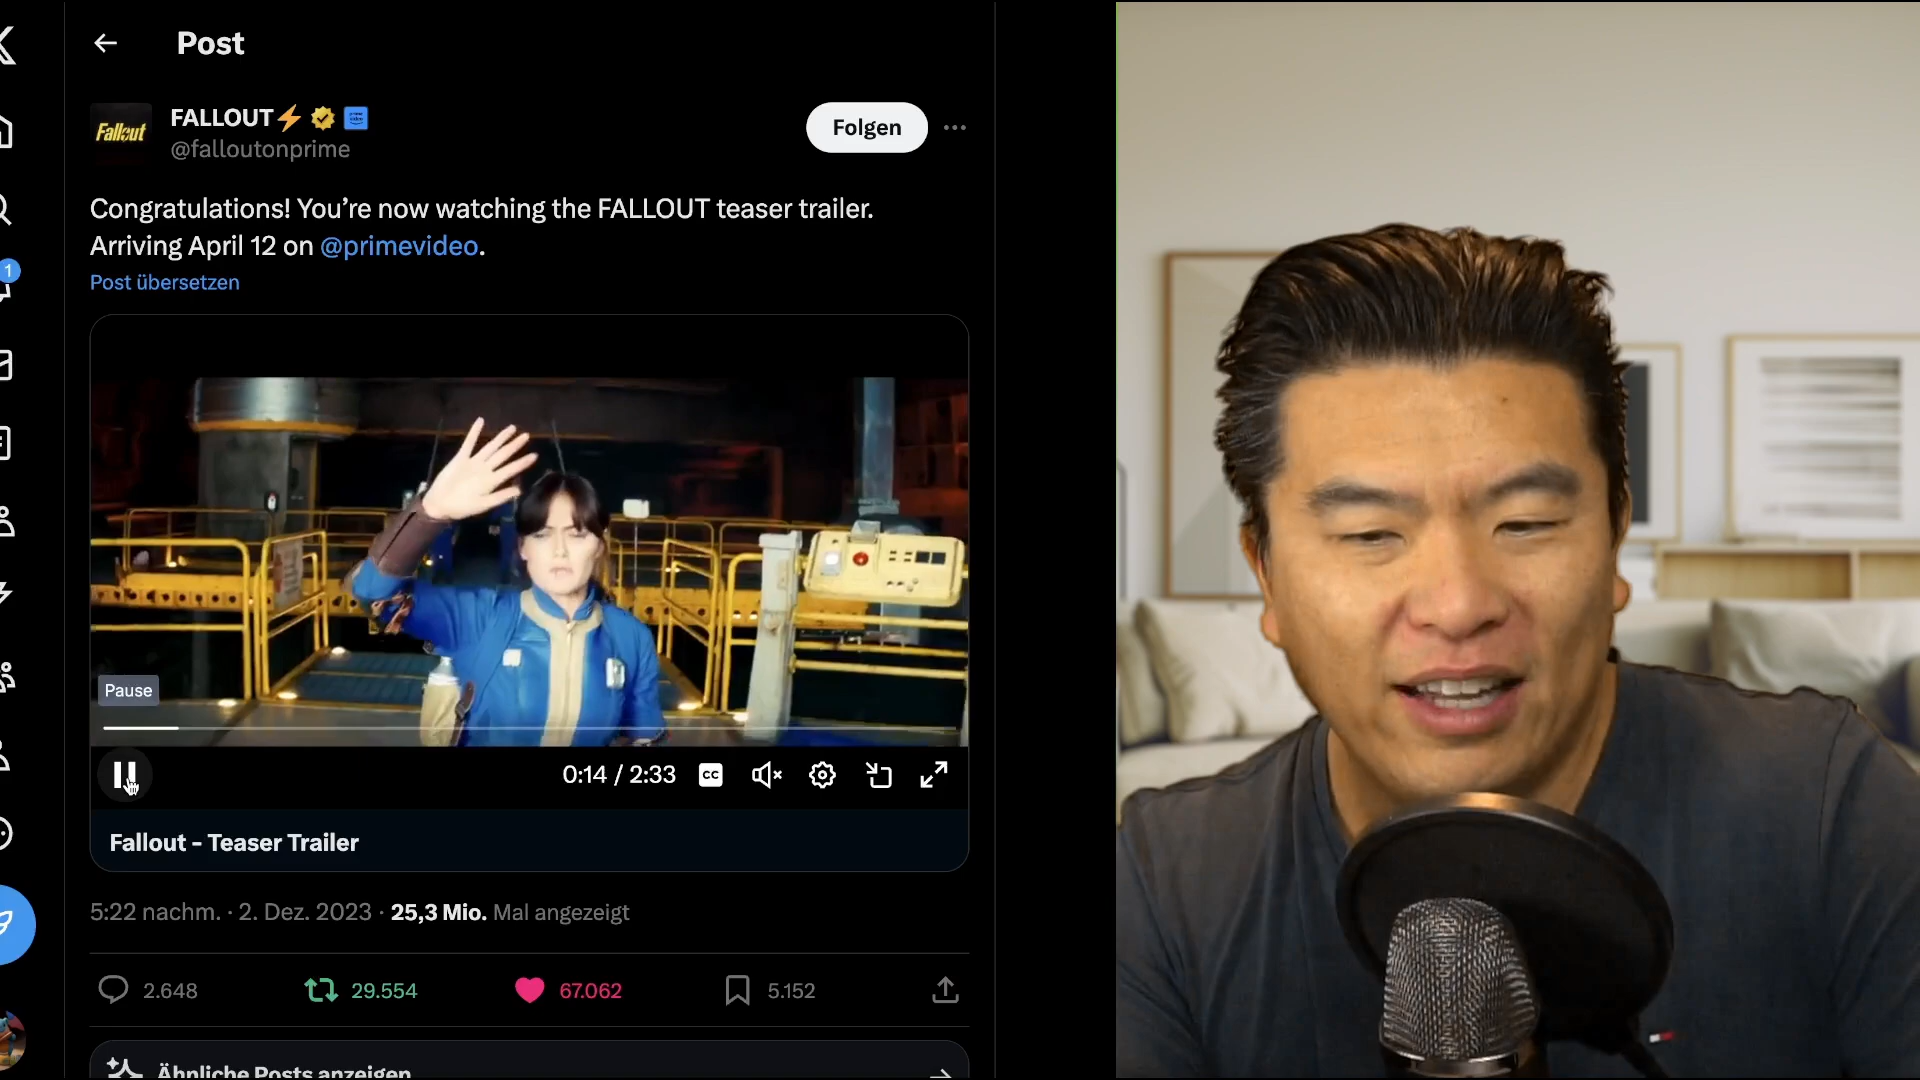 Post
Fallout
FALLOUT⚡
@falloutonprime
Folgen
Congratulations! You’re now watching the FALLOUT teaser trailer.
Arriving April 12 on @primevideo.
Post übersetzen
1
Pause
0:14 / 2:33
CC
Fallout - Teaser Trailer
5:22 nachm. · 2. Dez. 2023 · 25,3 Mio. Mal angezeigt
2.648
29.554
67.062
5.152
Ähnliche Posts anzeigen